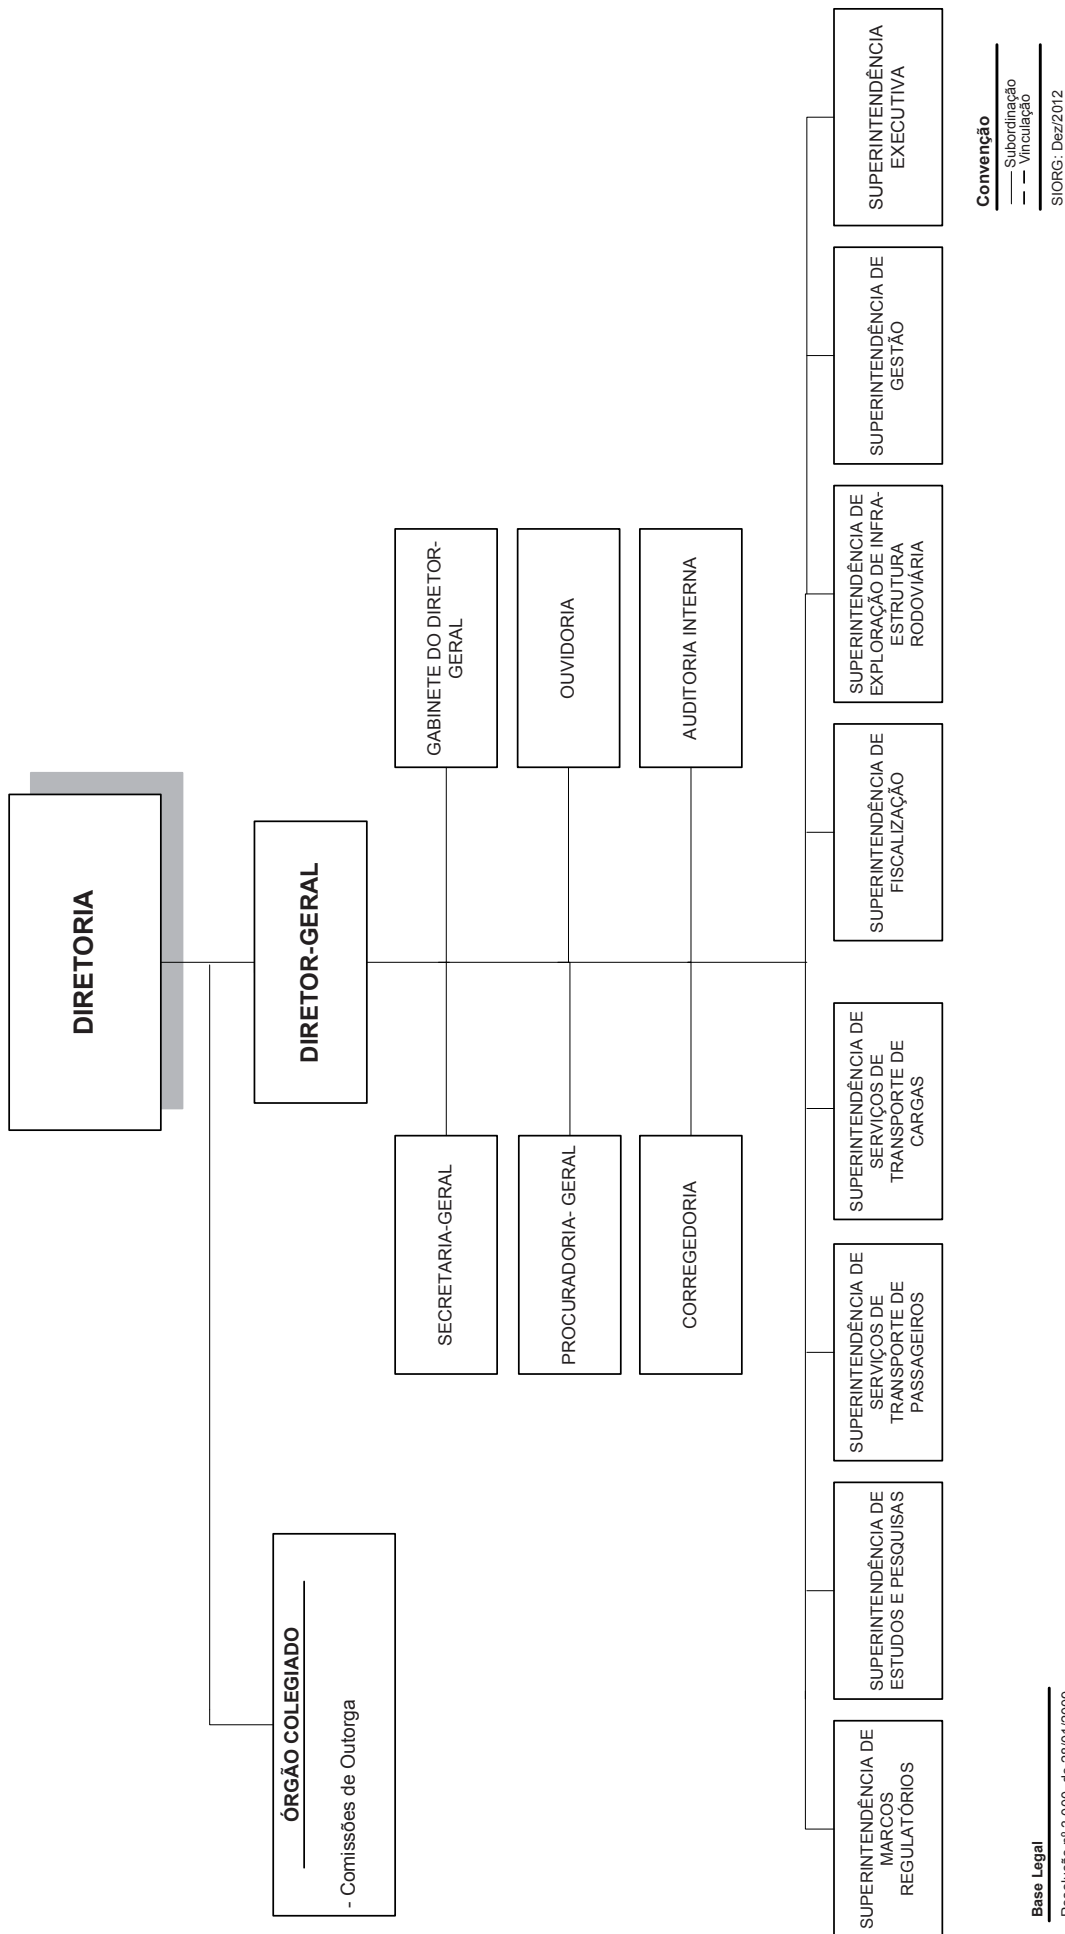 DIRETORIA
ÓRGÃO COLEGIADO
- Comissões de Outorga
DIRETOR-GERAL
SECRETARIA-GERAL
GABINETE DO DIRETOR-
GERAL
PROCURADORIA- GERAL
OUVIDORIA
CORREGEDORIA
AUDITORIA INTERNA
SUPERINTENDÊNCIA DE
MARCOS
REGULATÓRIOS
SUPERINTENDÊNCIA DE
ESTUDOS E PESQUISAS
SUPERINTENDÊNCIA DE
SERVIÇOS DE
TRANSPORTE DE
PASSAGEIROS
SUPERINTENDÊNCIA DE
SERVIÇOS DE
TRANSPORTE DE
CARGAS
SUPERINTENDÊNCIA DE
FISCALIZAÇÃO
SUPERINTENDÊNCIA DE
EXPLORAÇÃO DE INFRA-
ESTRUTURA
RODOVIÁRIA
SUPERINTENDÊNCIA DE
GESTÃO
SUPERINTENDÊNCIA
EXECUTIVA
Base Legal
Convenção
Subordinação
Vinculação
SIORG: Dez/2012